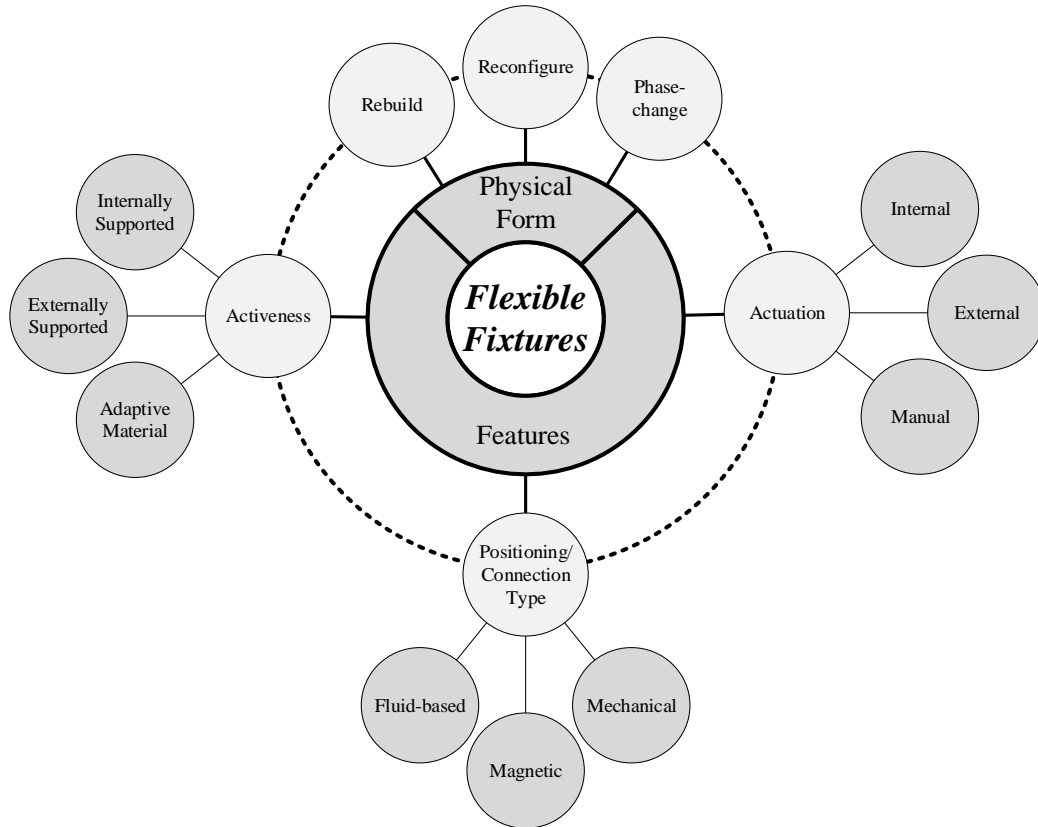 Reconfigure
Rebuild
Phase-
change
Physical
Form
Internally
Supported
Internal
Externally
Supported
Activeness
Flexible
Fixtures
Actuation
External
Adaptive
Material
Manual
Features
Positioning/
Connection
Type
Fluid-based
Mechanical
Magnetic